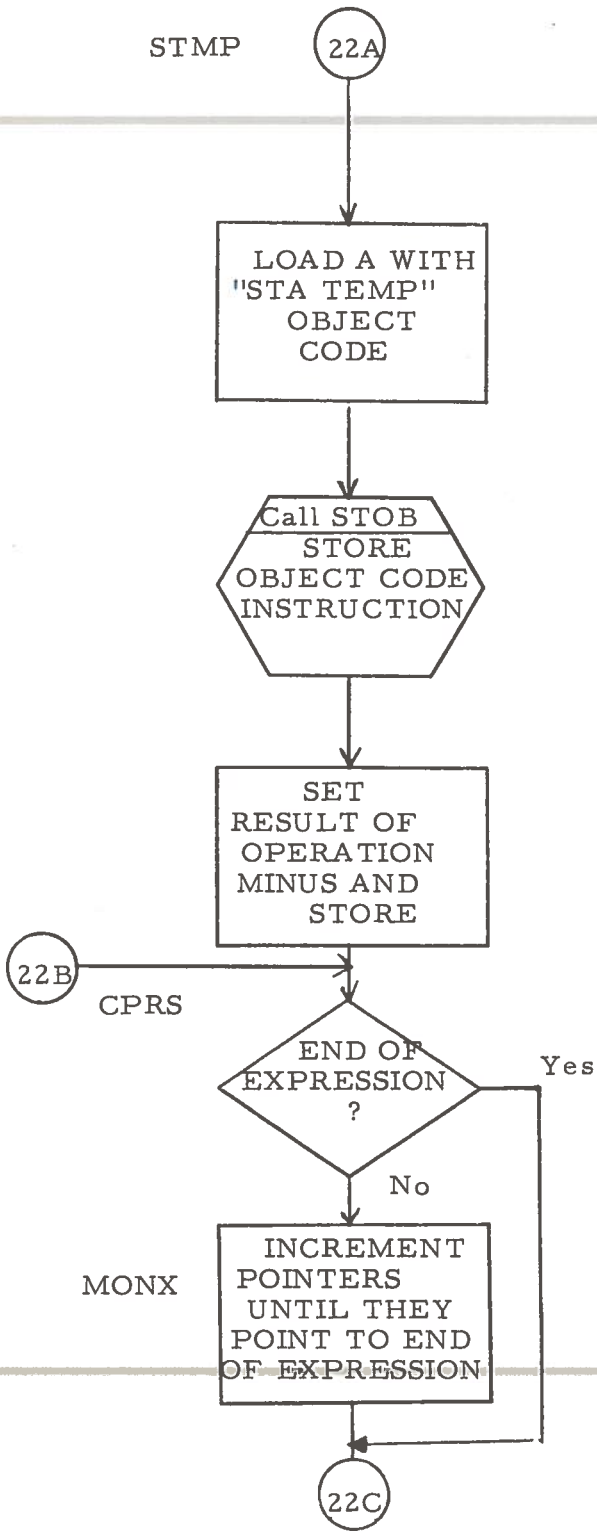 STMP
22A
LOAD A WITH
"STA TEMP"
OBJECT
CODE
Call STOB
STORE
OBJECT CODE
INSTRUCTION
SET
RESULT OF
OPERATION
MINUS AND
STORE
22B
CPRS
END OF
EXPRESSION
?
Yes
No
MONX
INCREMENT
POINTERS
UNTIL THEY
POINT TO END
OF EXPRESSION
22C